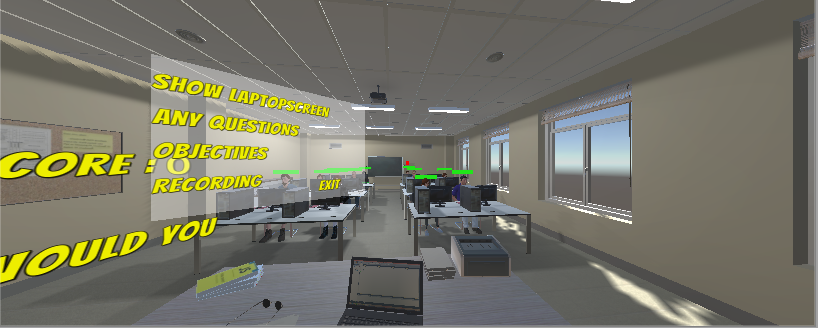 SHOW LAPTOPSCREEN
ANY QUESTIONS
OBJECTIVES
CORE : 0
RECORDING
EXIT
WOULD YOU